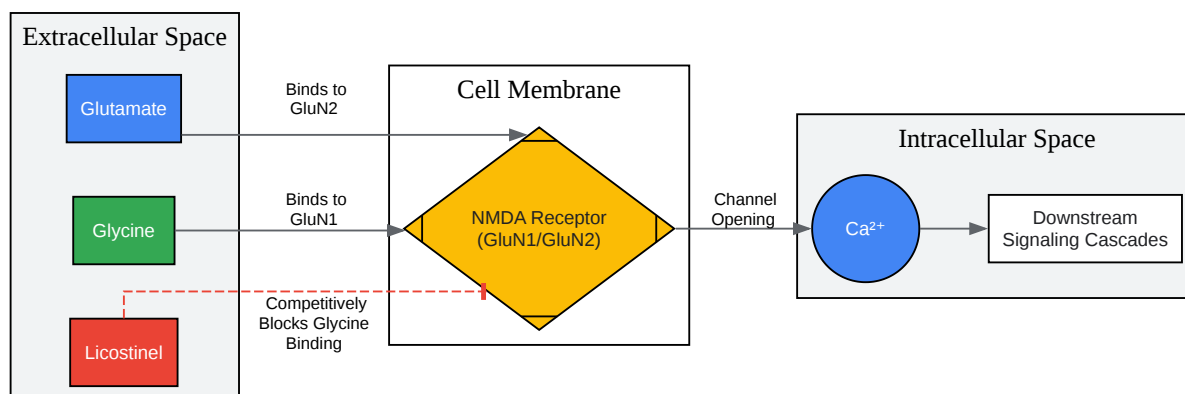 Extracellular Space
Glutamate
Glycine
Licostinel
Binds to
GluN2
Binds to
GluN1
Competitively
Blocks Glycine
Binding
Cell Membrane
NMDA Receptor
(GluN1/GluN2)
Channel
Opening
Intracellular Space
Ca²⁺
Downstream
Signaling Cascades